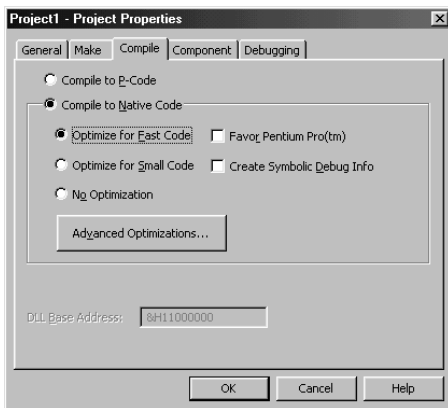 Project1 - Project Properties
General Make Compile Component Debugging
Compile to P-Code
Compile to Native Code
Optimize for Fast Code Favor Pentium Pro(tm)
Optimize for Small Code Create Symbolic Debug Info
No Optimization
Advanced Optimizations...
DLL Base Address: &H11000000
OK Cancel Help